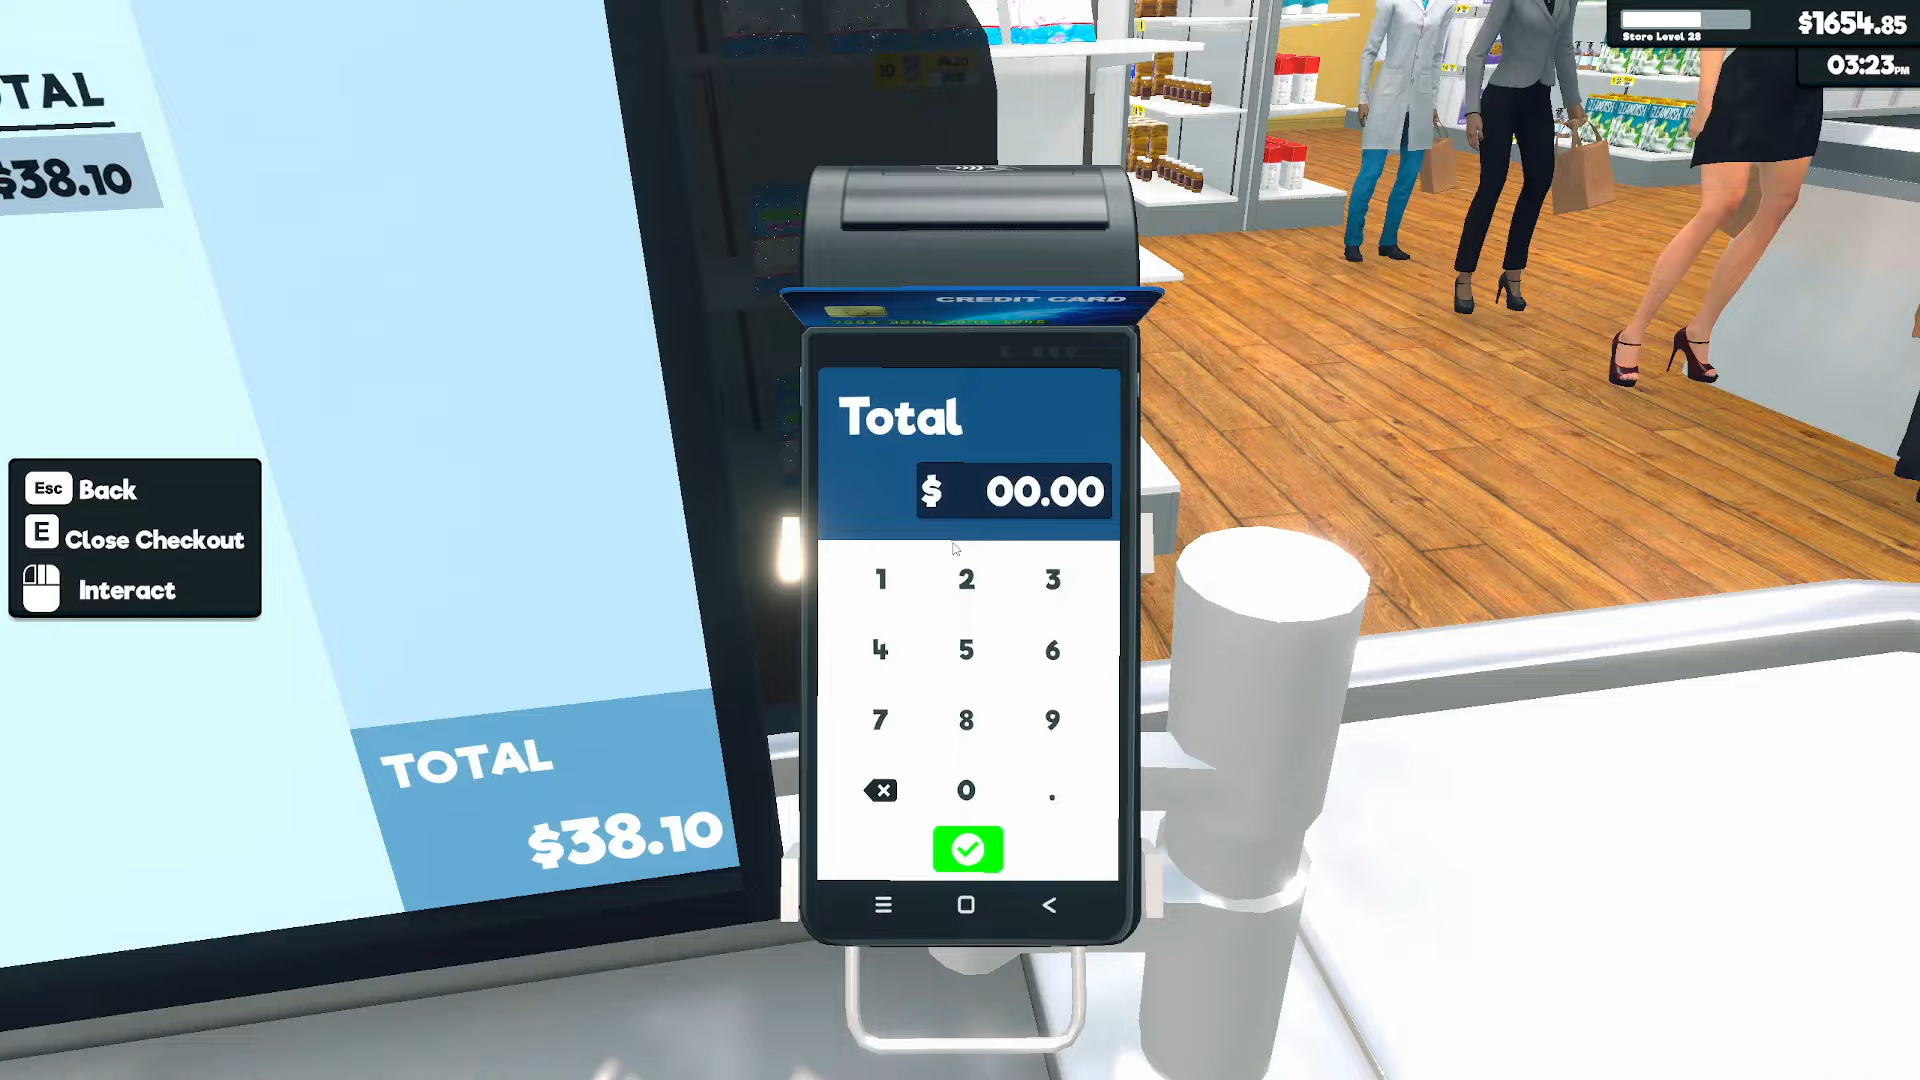 $1654.85
Store Level 28
03:23PM
TAL
$38.10
CREDIT CARD
Total
$ 00.00
1 2 3
4 5 6
7 8 9
0 .
Esc Back
E Close Checkout
Interact
TOTAL
$38.10